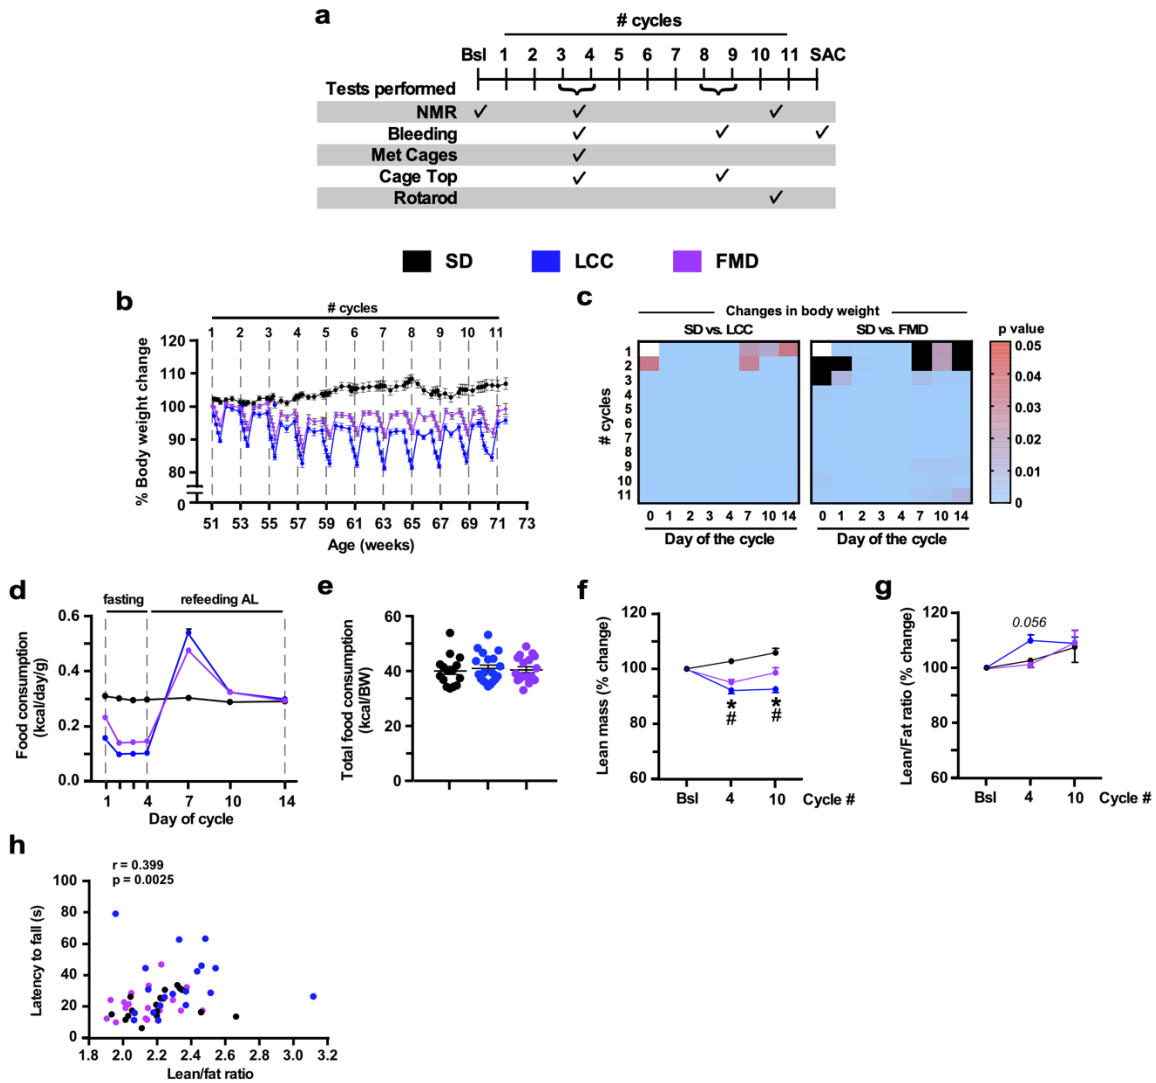 a
# cycles
Bsl 1 2 3 4 5 6 7 8 9 10 11 SAC
Tests performed
NMR
Bleeding
Met Cages
Cage Top
Rotarod
SD LCC FMD
b
# cycles
1 2 3 4 5 6 7 8 9 10 11
% Body weight change
120
110
100
90
80
0
51 53 55 57 59 61 63 65 67 69 71 73
Age (weeks)
c
Changes in body weight
SD vs. LCC SD vs. FMD
p value
# cycles
1
2
3
4
5
6
7
8
9
10
11
0 1 2 3 4 7 10 14
0 1 2 3 4 7 10 14
Day of the cycle Day of the cycle
0.05
0.04
0.03
0.02
0.01
0
d
fasting refeeding AL
Food consumption
(kcal/day/g)
0.6
0.4
0.2
0.0
1 4 7 10 14
Day of cycle
e
Total food consumption
(kcal/BW)
60
40
20
0
f
Lean mass (% change)
120
100
80
60
*
#
*
#
Bsl 4 10 Cycle #
g
Lean/Fat ratio (% change)
120
100
80
60
0.056
Bsl 4 10 Cycle #
h
r = 0.399
p = 0.0025
Latency to fall (s)
100
80
60
40
20
0
1.8 2.0 2.2 2.4 2.6 2.8 3.0 3.2
Lean/fat ratio